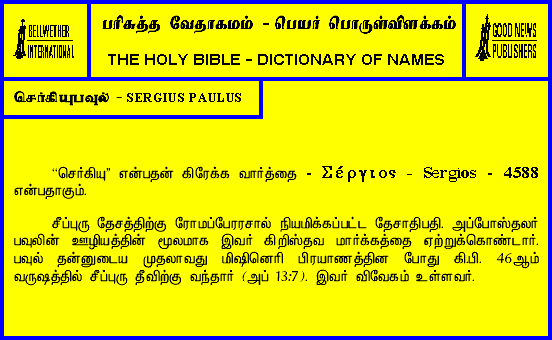 BELLWETHER
INTERNATIONAL
பரிசுத்த வேதாகமம் - பெயர் பொருள்விளக்கம்
THE HOLY BIBLE - DICTIONARY OF NAMES
GOOD NEWS
PUBLISHERS
செர்கியுபவுல் - SERGIUS PAULUS
“செர்கியு” என்பதன் கிரேக்க வார்த்தை - Σέργιος - Sergios - 4588
என்பதாகும்.
சீப்புரு தேசத்திற்கு ரோமப்பேரரசால் நியமிக்கப்பட்ட தேசாதிபதி. அப்போஸ்தலர்
பவுலின் ஊழியத்தின் மூலமாக இவர் கிறிஸ்தவ மார்க்கத்தை ஏற்றுக்கொண்டார்.
பவுல் தன்னுடைய முதலாவது மிஷினெரி பிரயாணத்தின போது கி.பி. 46ஆம்
வருஷத்தில் சீப்புரு தீவிற்கு வந்தார் (அப் 13:7). இவர் விவேகம் உள்ளவர்.